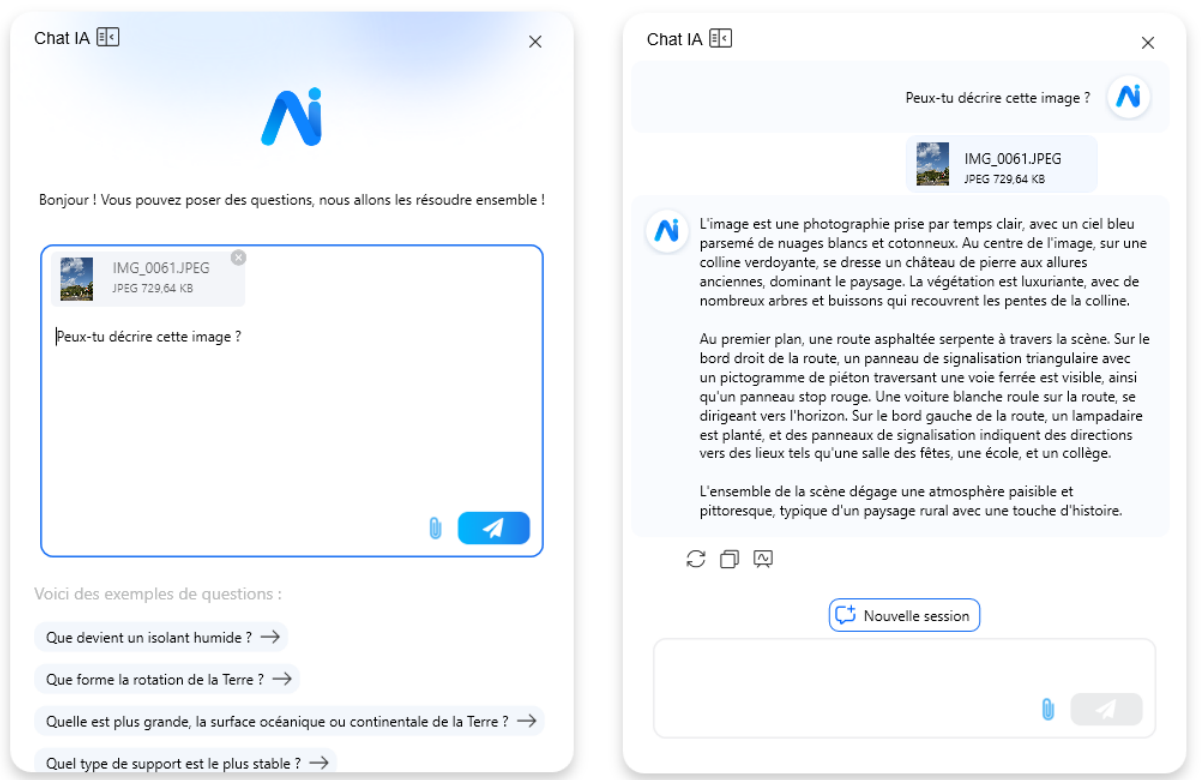 Chat IA
Bonjour ! Vous pouvez poser des questions, nous allons les résoudre ensemble !
IMG_0061.JPEG
JPEG 729,64 KB
Peux-tu décrire cette image ?
Voici des exemples de questions :
Que devient un isolant humide ?
Que forme la rotation de la Terre ?
Quelle est plus grande, la surface océanique ou continentale de la Terre ?
Quel type de support est le plus stable ?
Chat IA
Peux-tu décrire cette image ?
IMG_0061.JPEG
JPEG 729,64 KB
L'image est une photographie prise par temps clair, avec un ciel bleu
parsemé de nuages blancs et cotonneux. Au centre de l'image, sur une
colline verdoyante, se dresse un château de pierre aux allures
anciennes, dominant le paysage. La végétation est luxuriante, avec de
nombreux arbres et buissons qui recouvrent les pentes de la colline.
Au premier plan, une route asphaltée serpente à travers la scène. Sur le
bord droit de la route, un panneau de signalisation triangulaire avec
un pictogramme de piéton traversant une voie ferrée est visible, ainsi
qu'un panneau stop rouge. Une voiture blanche roule sur la route, se
dirigeant vers l'horizon. Sur le bord gauche de la route, un lampadaire
est planté, et des panneaux de signalisation indiquent des directions
vers des lieux tels qu'une salle des fêtes, une école, et un collège.
L'ensemble de la scène dégage une atmosphère paisible et
pittoresque, typique d'un paysage rural avec une touche d'histoire.
Nouvelle session